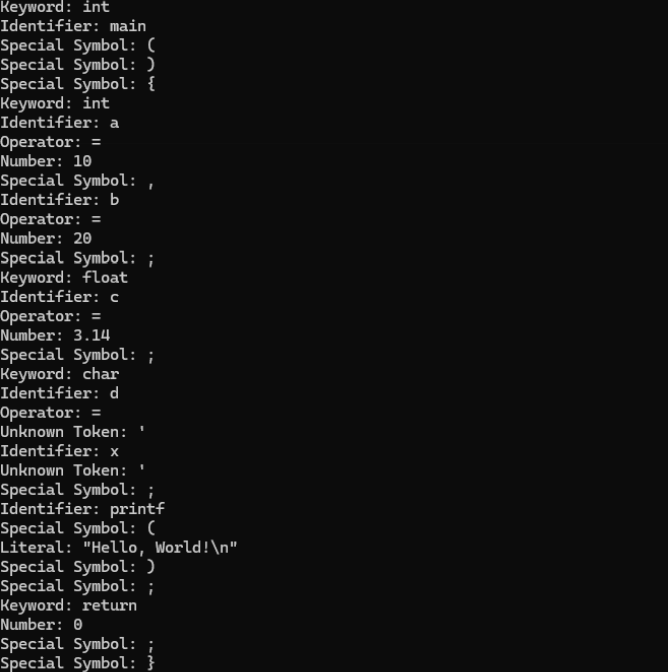 Keyword: int
Identifier: main
Special Symbol: (
Special Symbol: )
Special Symbol: {
Keyword: int
Identifier: a
Operator: =
Number: 10
Special Symbol: ,
Identifier: b
Operator: =
Number: 20
Special Symbol: ;
Keyword: float
Identifier: c
Operator: =
Number: 3.14
Special Symbol: ;
Keyword: char
Identifier: d
Operator: =
Unknown Token: '
Identifier: x
Unknown Token: '
Special Symbol: ;
Identifier: printf
Special Symbol: (
Literal: "Hello, World!\n"
Special Symbol: )
Special Symbol: ;
Keyword: return
Number: 0
Special Symbol: ;
Special Symbol: }